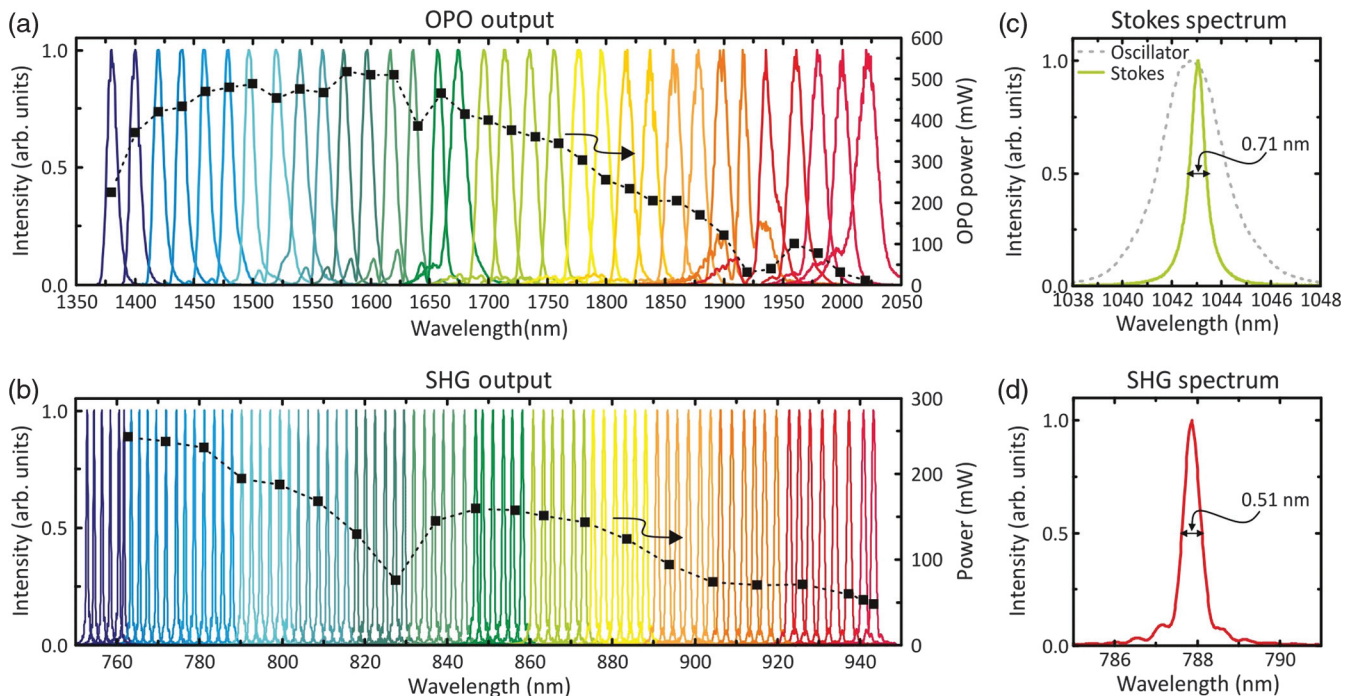 (a)
OPO output
Intensity (arb. units)
1.0
0.5
0.0
600
500
400
300
200
100
0
OPO power (mW)
1350 1400 1450 1500 1550 1600 1650 1700 1750 1800 1850 1900 1950 2000 2050
Wavelength(nm)
(c)
Stokes spectrum
Oscillator
Stokes
0.71 nm
Intensity (arb. units)
1.0
0.5
0.0
1038 1040 1042 1044 1046 1048
Wavelength (nm)
(b)
SHG output
Intensity (arb. units)
1.0
0.5
0.0
300
200
100
0
Power (mW)
760 780 800 820 840 860 880 900 920 940
Wavelength (nm)
(d)
SHG spectrum
0.51 nm
Intensity (arb. units)
1.0
0.5
0.0
786 788 790
Wavelength (nm)